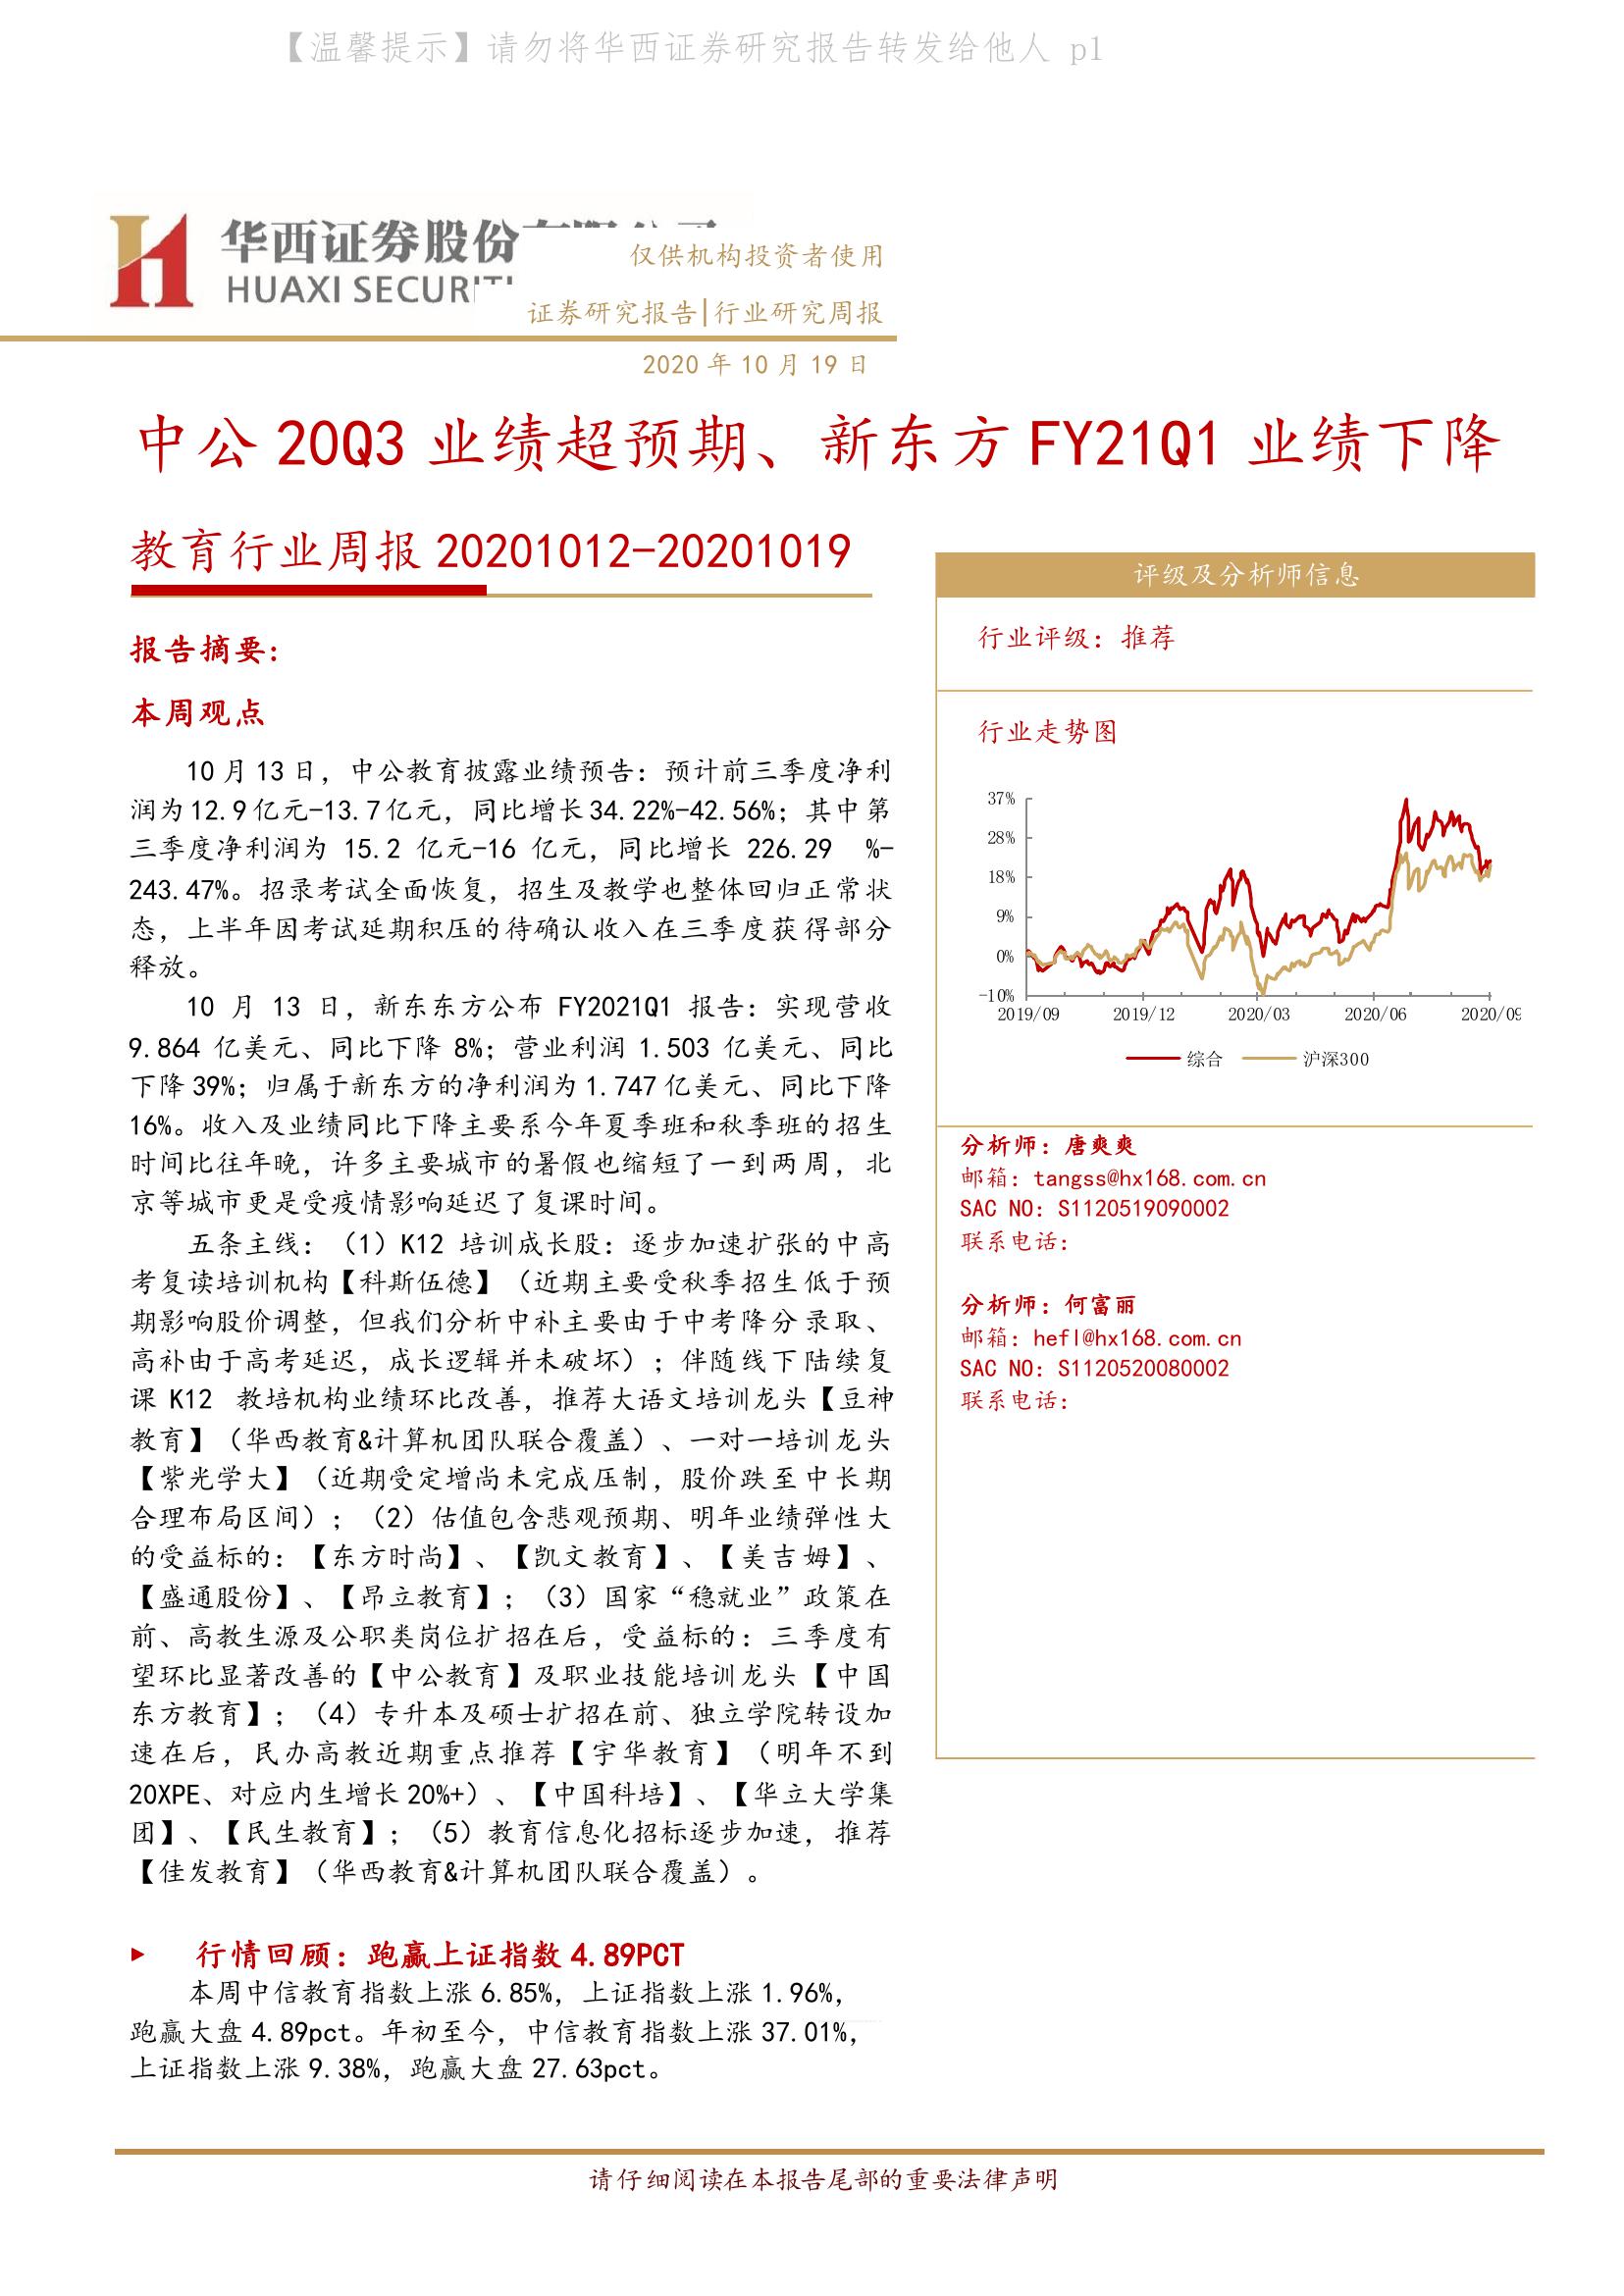 【温馨提示】请勿将华西证券研究报告转发给他人 p1
华西证券股份
HUAXI SECURITI
仅供机构投资者使用
证券研究报告|行业研究周报
2020 年 10 月 19 日
中公 20Q3 业绩超预期、新东方 FY21Q1 业绩下降
教育行业周报 20201012-20201019
报告摘要:
本周观点
10 月 13 日，中公教育披露业绩预告：预计前三季度净利
润为 12.9 亿元-13.7 亿元，同比增长 34.22%-42.56%；其中第
三季度净利润为 15.2 亿元-16 亿元，同比增长 226.29 %-
243.47%。招录考试全面恢复，招生及教学也整体回归正常状
态，上半年因考试延期积压的待确认收入在三季度获得部分
释放。
10 月 13 日，新东东方公布 FY2021Q1 报告：实现营收
9.864 亿美元、同比下降 8%；营业利润 1.503 亿美元、同比
下降 39%；归属于新东方的净利润为 1.747 亿美元、同比下降
16%。收入及业绩同比下降主要系今年夏季班和秋季班的招生
时间比往年晚，许多主要城市的暑假也缩短了一到两周，北
京等城市更是受疫情影响延迟了复课时间。
五条主线：（1）K12 培训成长股：逐步加速扩张的中高
考复读培训机构【科斯伍德】（近期主要受秋季招生低于预
期影响股价调整，但我们分析中补主要由于中考降分录取、
高补由于高考延迟，成长逻辑并未破坏）；伴随线下陆续复
课 K12 教培机构业绩环比改善，推荐大语文培训龙头【豆神
教育】（华西教育&计算机团队联合覆盖）、一对一培训龙头
【紫光学大】（近期受定增尚未完成压制，股价跌至中长期
合理布局区间）；（2）估值包含悲观预期、明年业绩弹性大
的受益标的：【东方时尚】、【凯文教育】、【美吉姆】、
【盛通股份】、【昂立教育】；（3）国家“稳就业”政策在
前、高教生源及公职类岗位扩招在后，受益标的：三季度有
望环比显著改善的【中公教育】及职业技能培训龙头【中国
东方教育】；（4）专升本及硕士扩招在前、独立学院转设加
速在后，民办高教近期重点推荐【宇华教育】（明年不到
20XPE、对应内生增长 20%+）、【中国科培】、【华立大学集
团】、【民生教育】；（5）教育信息化招标逐步加速，推荐
【佳发教育】（华西教育&计算机团队联合覆盖）。
行情回顾：跑赢上证指数 4.89PCT
本周中信教育指数上涨 6.85%，上证指数上涨 1.96%，
跑赢大盘 4.89pct。年初至今，中信教育指数上涨 37.01%，
上证指数上涨 9.38%，跑赢大盘 27.63pct。
评级及分析师信息
行业评级：推荐
行业走势图
37%
28%
18%
9%
0%
-10%
2019/09 2019/12 2020/03 2020/06 2020/09
综合 沪深300
分析师：唐爽爽
邮箱：tangss@hx168.com.cn
SAC NO：S1120519090002
联系电话：
分析师：何富丽
邮箱：hefl@hx168.com.cn
SAC NO：S1120520080002
联系电话：
请仔细阅读在本报告尾部的重要法律声明